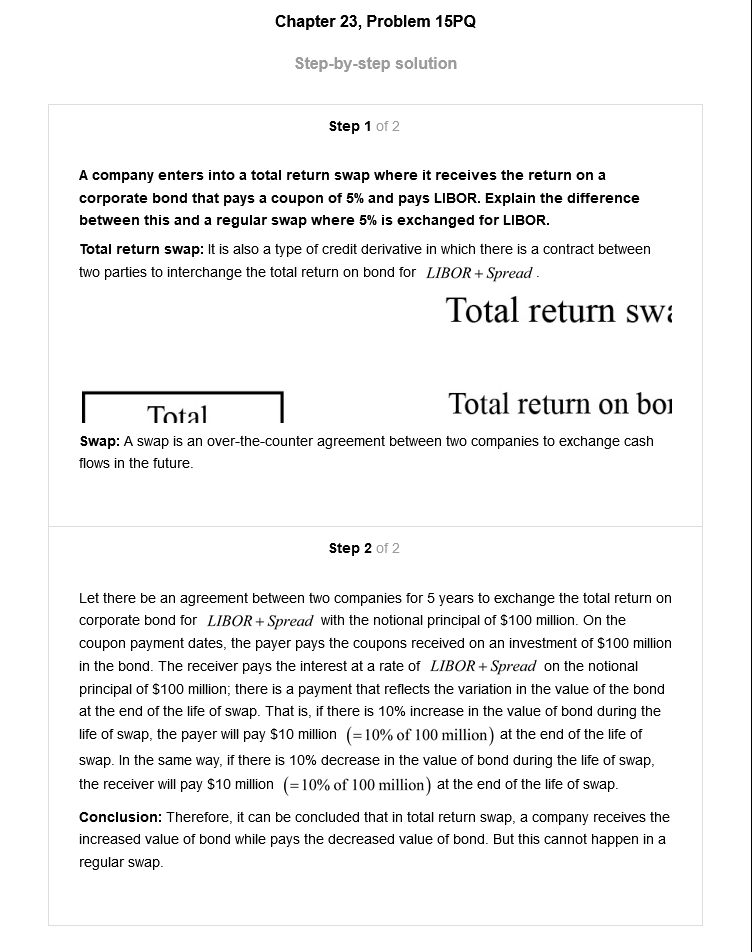 Chapter 23, Problem 15PQ
Step-by-step solution
Step 1 of 2
A company enters into a total return swap where it receives the return on a
corporate bond that pays a coupon of 5% and pays LIBOR. Explain the difference
between this and a regular swap where 5% is exchanged for LIBOR.
Total return swap: It is also a type of credit derivative in which there is a contract between
two parties to interchange the total return on bond for LIBOR + Spread .
Total return
Total return on
Total
Swap: A swap is an over-the-counter agreement between two companies to exchange cash
flows in the future.
Step 2 of 2
Let there be an agreement between two companies for 5 years to exchange the total return on
corporate bond for LIBOR + Spread with the notional principal of $100 million. On the
coupon payment dates, the payer pays the coupons received on an investment of $100 million
in the bond. The receiver pays the interest at a rate of LIBOR + Spread on the notional
principal of $100 million; there is a payment that reflects the variation in the value of the bond
at the end of the life of swap. That is, if there is 10% increase in the value of bond during the
life of swap, the payer will pay $10 million (=10% of 100 million) at the end of the life of
swap. In the same way, if there is 10% decrease in the value of bond during the life of swap,
the receiver will pay $10 million (=10% of 100 million) at the end of the life of swap.
Conclusion: Therefore, it can be concluded that in total return swap, a company receives the
increased value of bond while pays the decreased value of bond. But this cannot happen in a
regular swap.